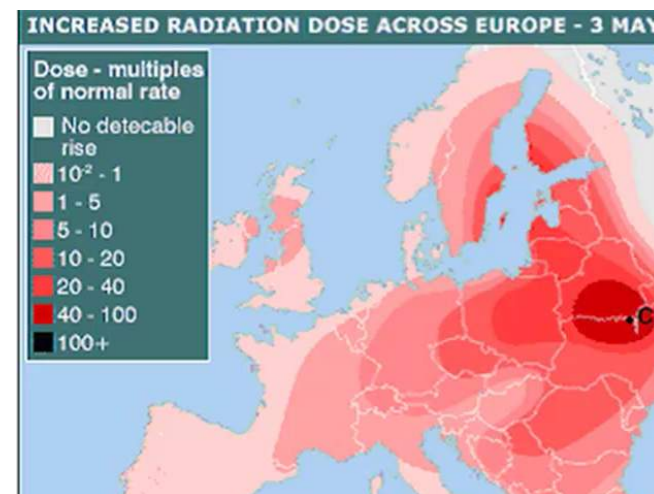 INCREASED RADIATION DOSE ACROSS EUROPE - 3 MAY
Dose - multiples
of normal rate
No detecable
rise
10⁻² - 1
1 - 5
5 - 10
10 - 20
20 - 40
40 - 100
100+
C